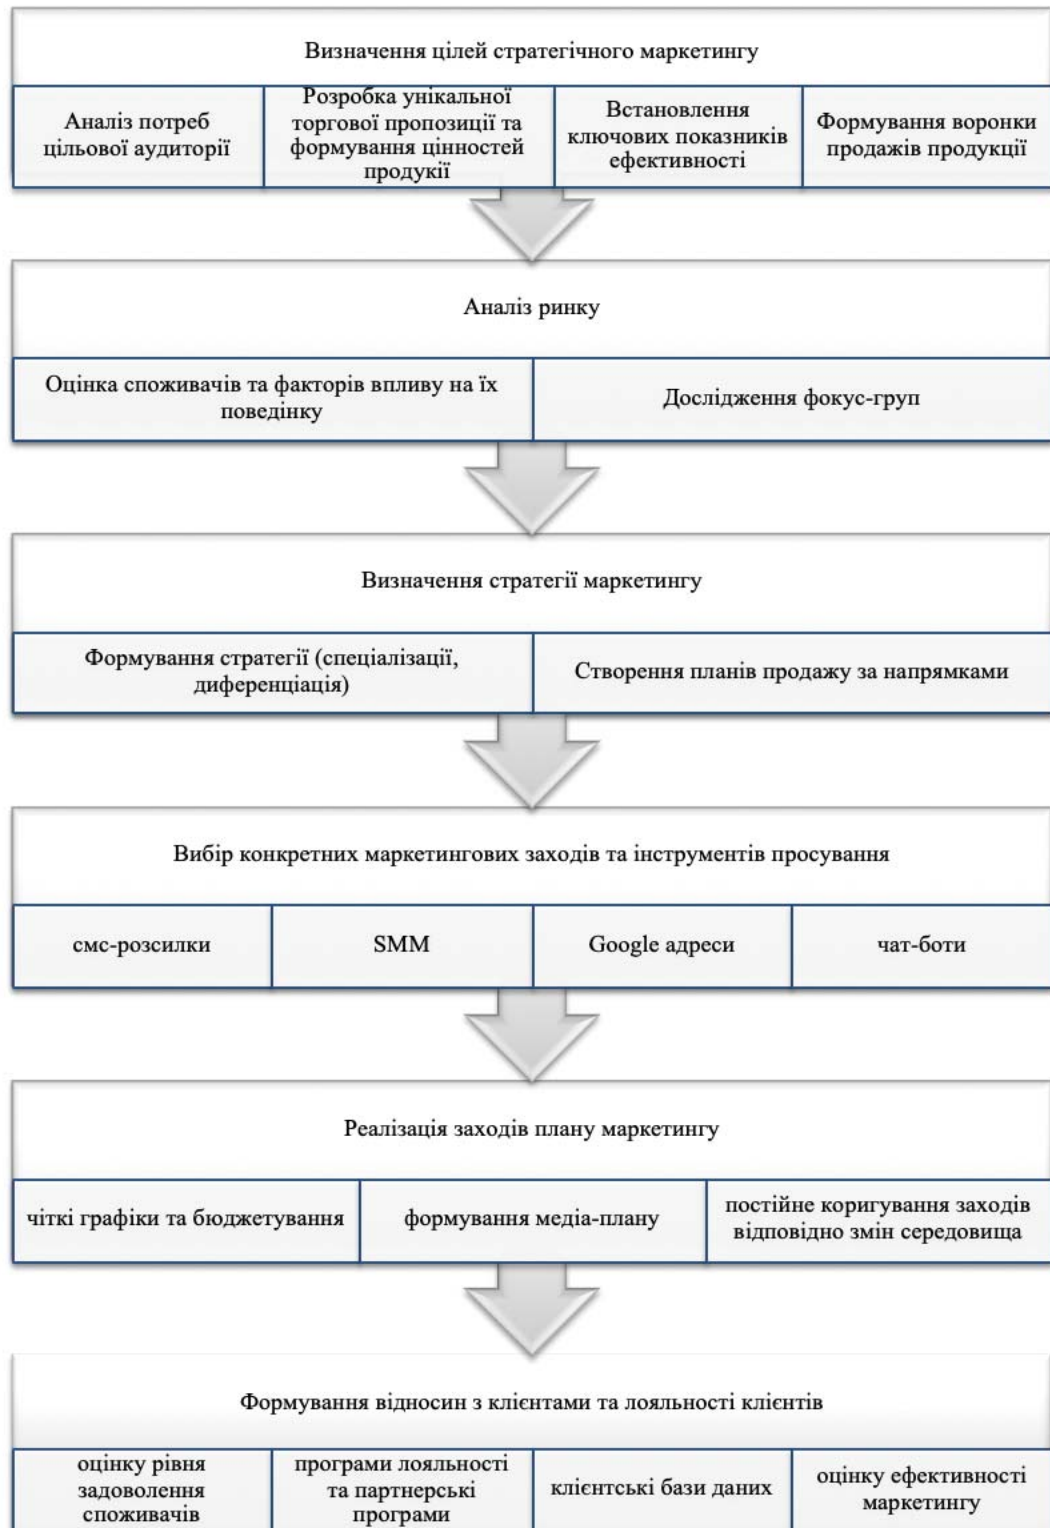 Визначення цілей стратегічного маркетингу
Аналіз потреб
цільової аудиторії
Розробка унікальної
торгової пропозиції та
формування цінностей
продукії
Встановлення
ключових показників
ефективності
Формування воронки
продажів продукції
Аналіз ринку
Оцінка споживачів та факторів впливу на їх
поведінку
Дослідження фокус-груп
Визначення стратегії маркетингу
Формування стратегії (спеціалізації,
диференціація)
Створення планів продажу за напрямками
Вибір конкретних маркетингових заходів та інструментів просування
смс-розсилки
SMM
Google адреси
чат-боти
Реалізація заходів плану маркетингу
чіткі графіки та бюджетування
формування медіа-плану
постійне коригування заходів
відповідно змін середовища
Формування відносин з клієнтами та лояльності клієнтів
оцінку рівня
задоволення
споживачів
програми лояльності
та партнерські
програми
клієнтські бази даних
оцінку ефективності
маркетингу